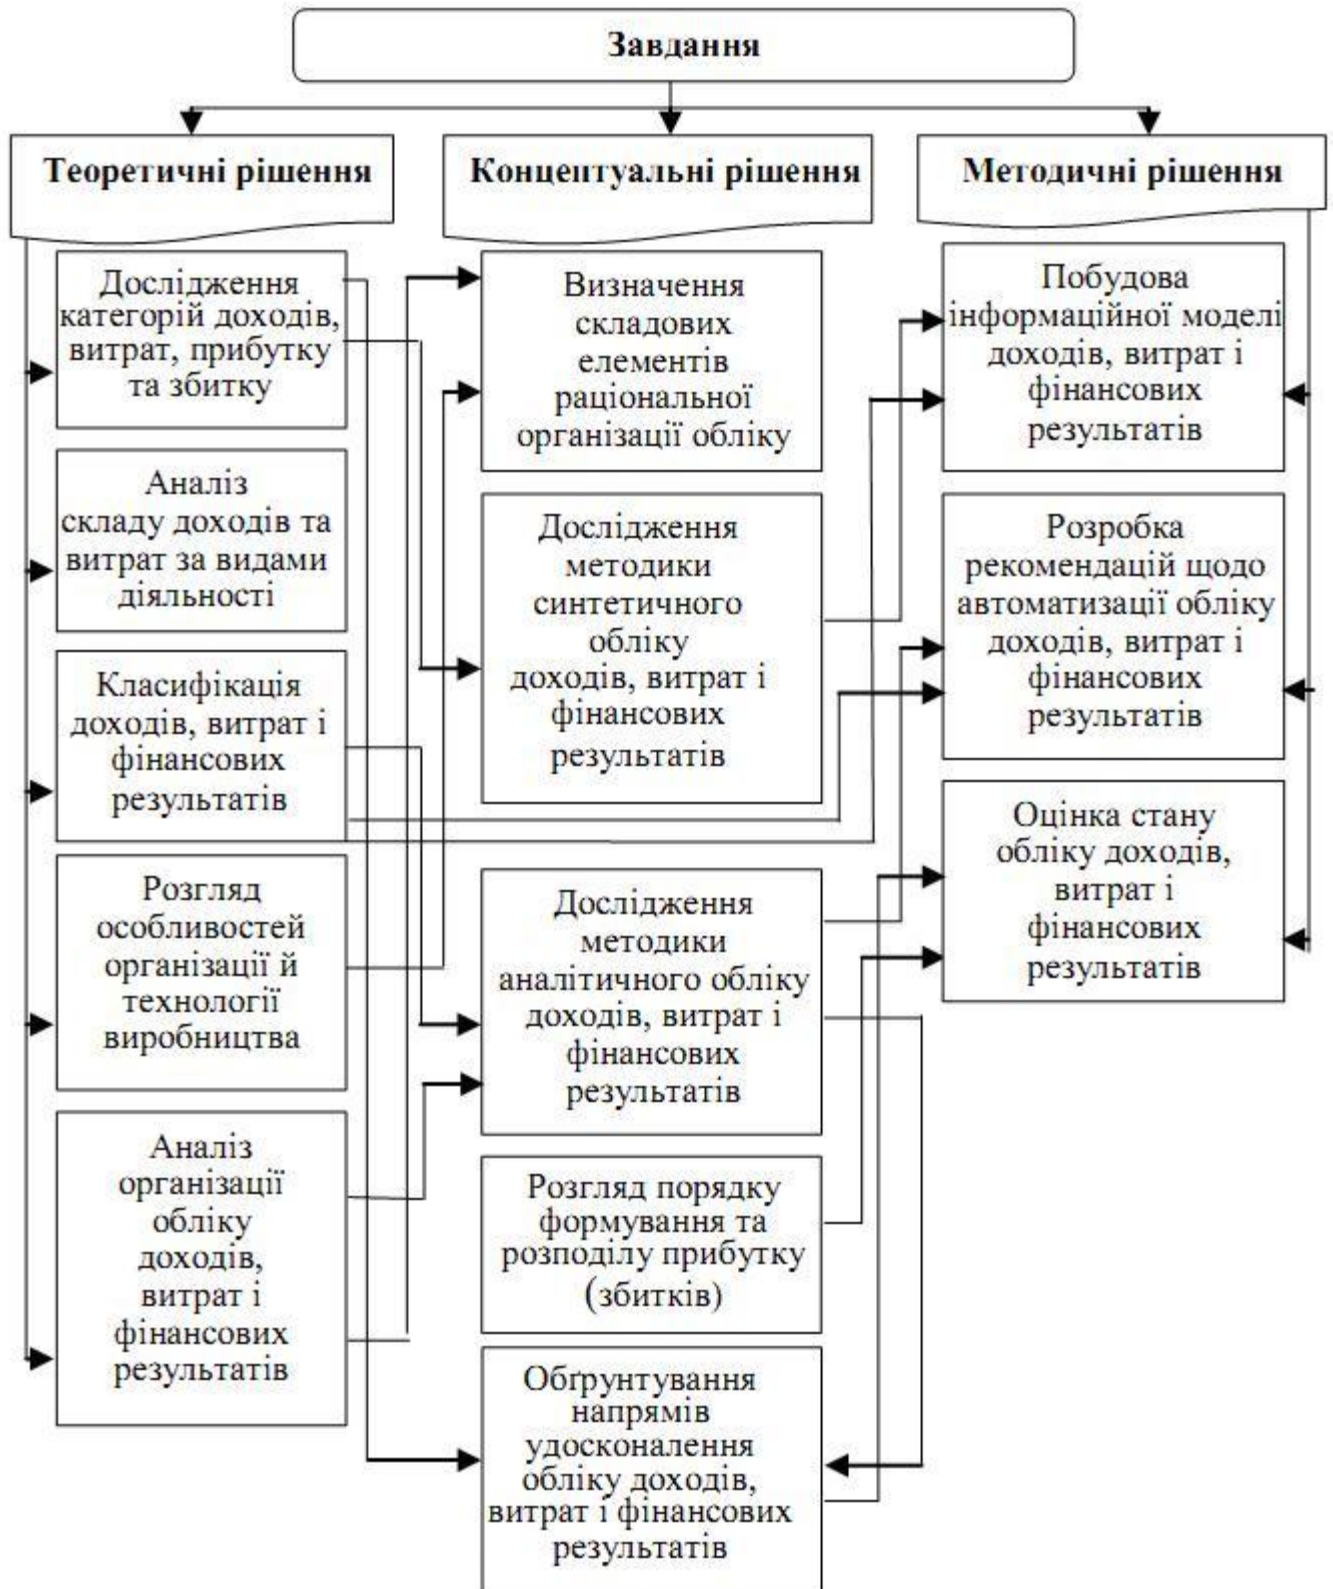 Завдання
Теоретичні рішення
Концептуальні рішення
Методичні рішення
Дослідження
категорій доходів,
витрат, прибутку
та збитку
Аналіз
складу доходів та
витрат за видами
діяльності
Класифікація
доходів, витрат і
фінансових
результатів
Розгляд
особливостей
організації й
технології
виробництва
Аналіз
організації
обліку
доходів,
витрат і
фінансових
результатів
Визначення
складових
елементів
раціональної
організації обліку
Дослідження
методики
синтетичного
обліку
доходів, витрат і
фінансових
результатів
Дослідження
методики
аналітичного обліку
доходів, витрат і
фінансових
результатів
Розгляд порядку
формування та
розподілу прибутку
(збитків)
Обґрунтування
напрямів
удосконалення
обліку доходів,
витрат і фінансових
результатів
Побудова
інформаційної моделі
доходів, витрат і
фінансових
результатів
Розробка
рекомендацій щодо
автоматизації обліку
доходів, витрат і
фінансових
результатів
Оцінка стану
обліку доходів,
витрат і
фінансових
результатів